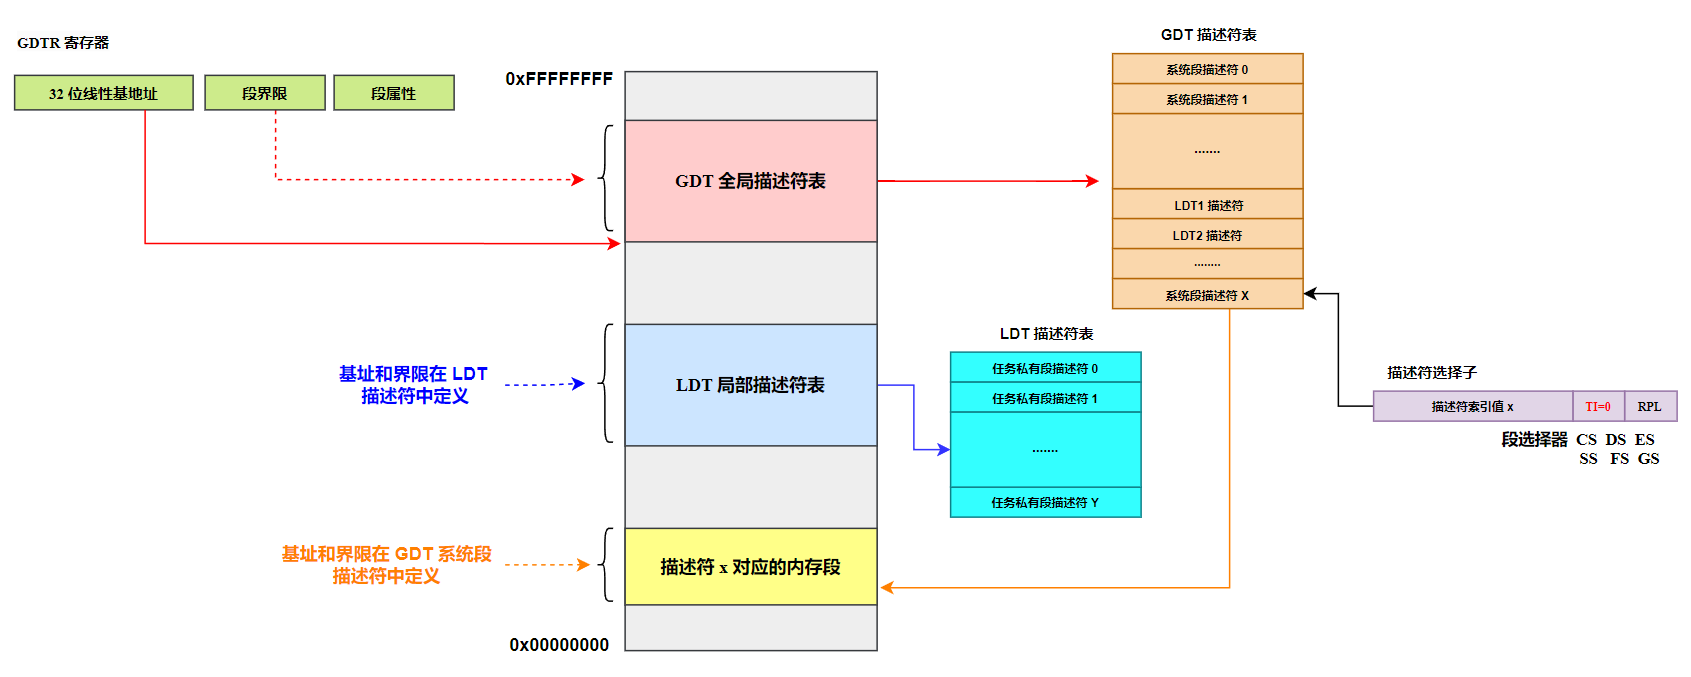 GDTR 寄存器
32 位线性基地址
段界限
段属性
0xFFFFFFFF
GDT 全局描述符表
GDT 描述符表
系统段描述符 0
系统段描述符 1
.......
LDT1 描述符
LDT2 描述符
........
系统段描述符 X
基址和界限在 LDT
描述符中定义
LDT 局部描述符表
LDT 描述符表
任务私有段描述符 0
任务私有段描述符 1
.......
任务私有段描述符 Y
描述符选择子
描述符索引值 x
TI=0
RPL
段选择器 CS DS ES
SS FS GS
基址和界限在 GDT 系统段
描述符中定义
描述符 x 对应的内存段
0x00000000